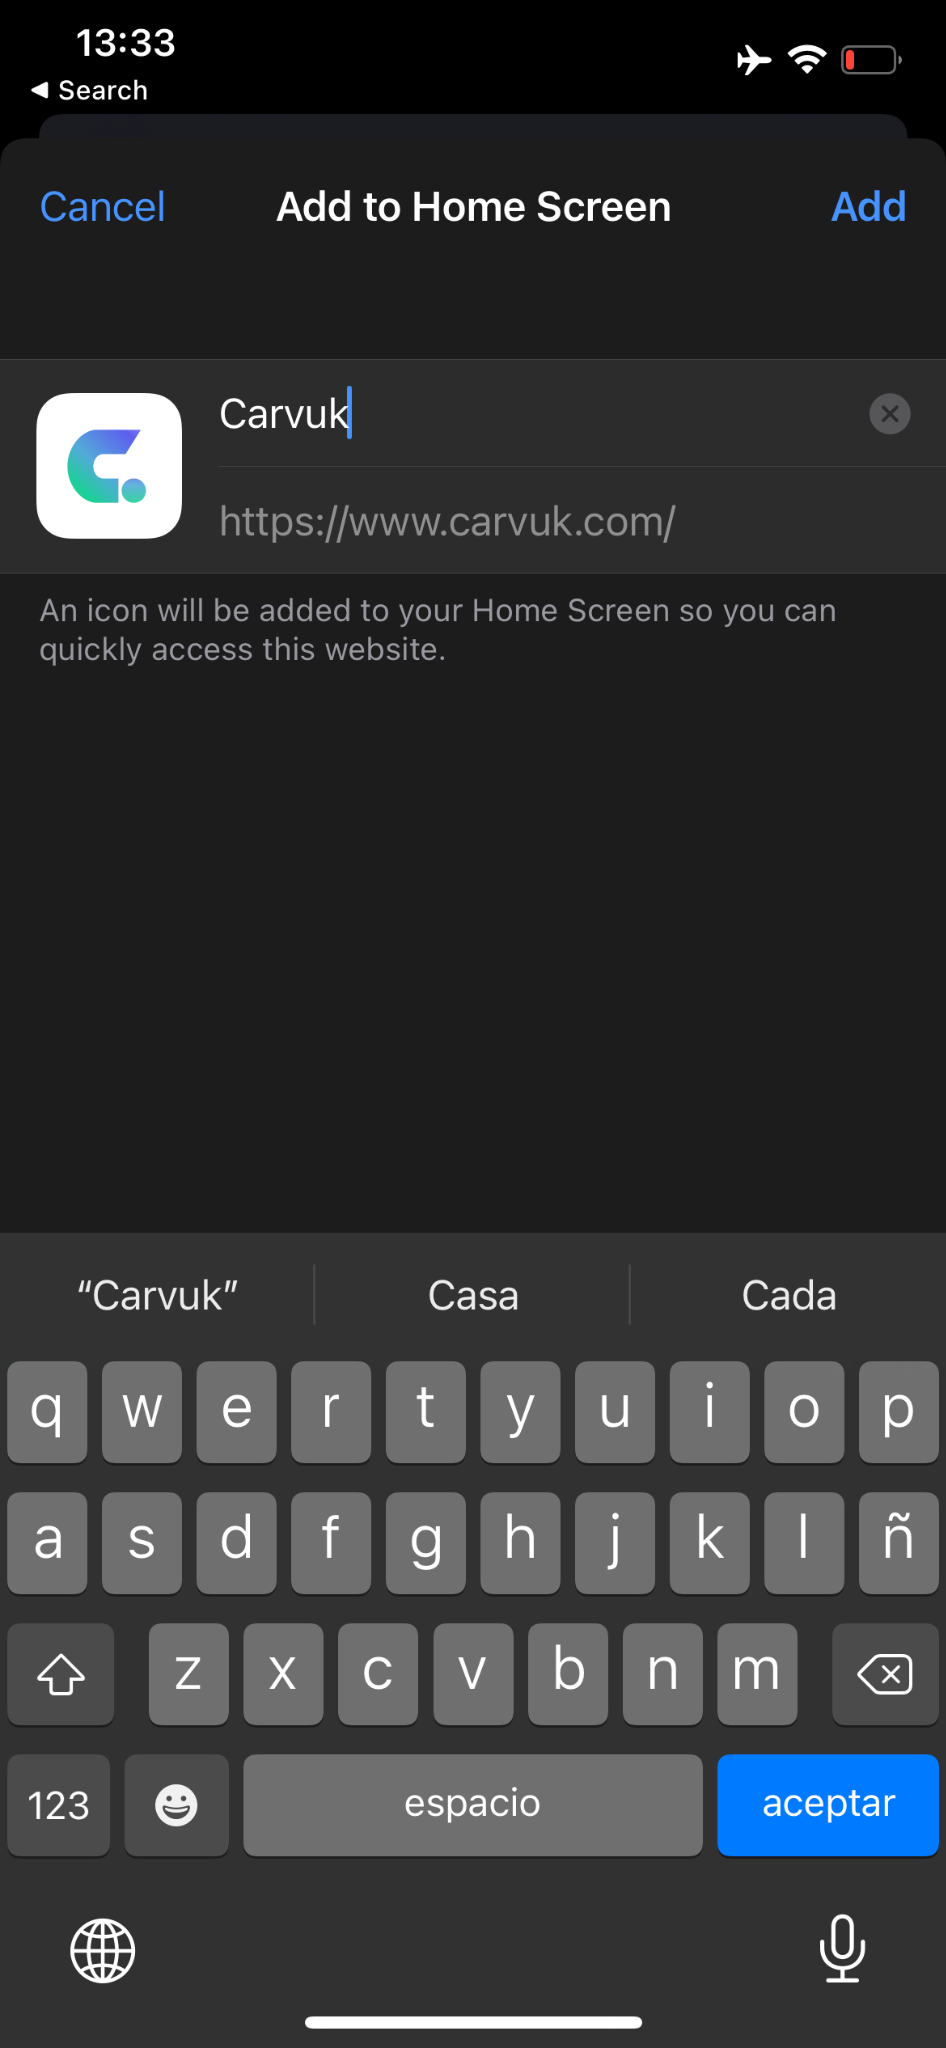 13:33
Search
Cancel
Add to Home Screen
Add
Carvuk
https://www.carvuk.com/
An icon will be added to your Home Screen so you can
quickly access this website.
“Carvuk”
Casa
Cada
q w e r t y u i o p
a s d f g h j k l ñ
z x c v b n m
123
espacio
aceptar